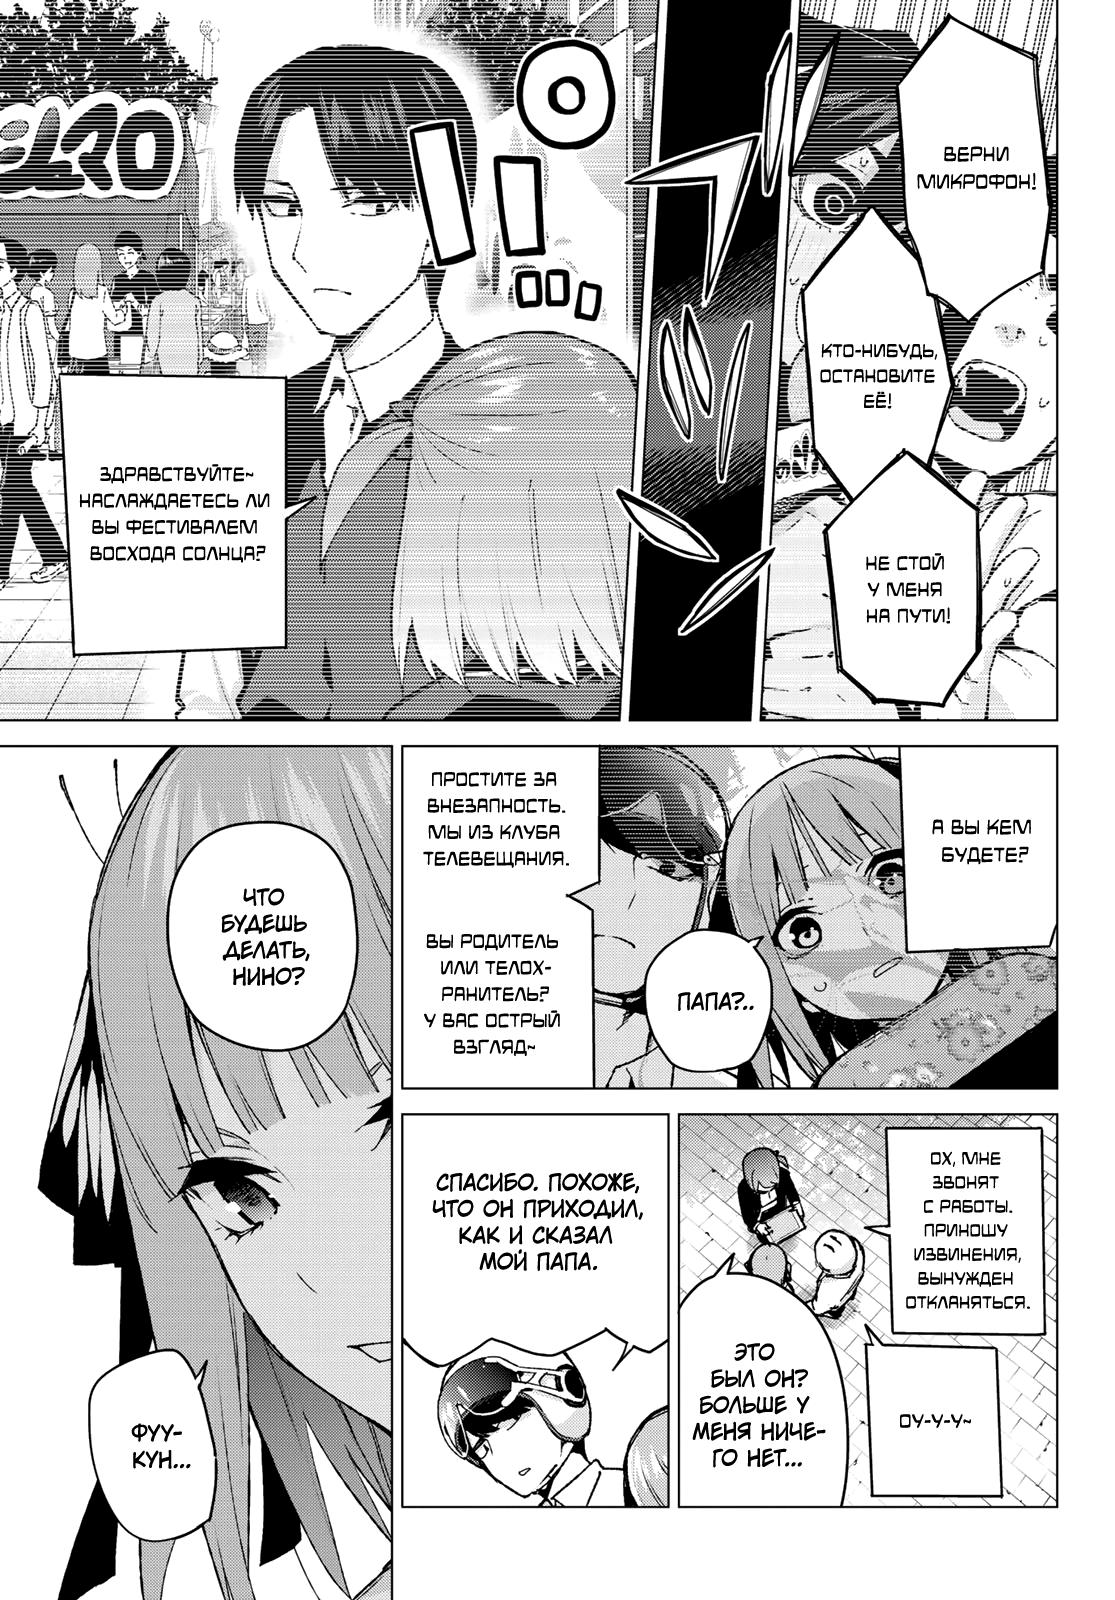 ВЕРНИ
МИКРОФОН!
КТО-НИБУДЬ,
ОСТАНОВИТЕ
ЕЁ!
НЕ СТОЙ
У МЕНЯ
НА ПУТИ!
ЗДРАВСТВУЙТЕ~
НАСЛАЖДАЕТЕСЬ ЛИ
ВЫ ФЕСТИВАЛЕМ
ВОСХОДА СОЛНЦА?
А ВЫ КЕМ
БУДЕТЕ?
ПАПА?..
ПРОСТИТЕ ЗА
ВНЕЗАПНОСТЬ.
МЫ ИЗ КЛУБА
ТЕЛЕВЕЩАНИЯ.
ВЫ РОДИТЕЛЬ
ИЛИ ТЕЛОХ-
РАНИТЕЛЬ?
У ВАС ОСТРЫЙ
ВЗГЛЯД~
ОХ, МНЕ
ЗВОНЯТ
С РАБОТЫ.
ПРИНОШУ
ИЗВИНЕНИЯ,
ВЫНУЖДЕН
ОТКЛАНЯТЬСЯ.
ОУ-У-У~
ЭТО
БЫЛ ОН?
БОЛЬШЕ У
МЕНЯ НИЧЕ-
ГО НЕТ...
СПАСИБО. ПОХОЖЕ,
ЧТО ОН ПРИХОДИЛ,
КАК И СКАЗАЛ
МОЙ ПАПА.
ЧТО
БУДЕШЬ
ДЕЛАТЬ,
НИНО?
ФУУ-
КУН...